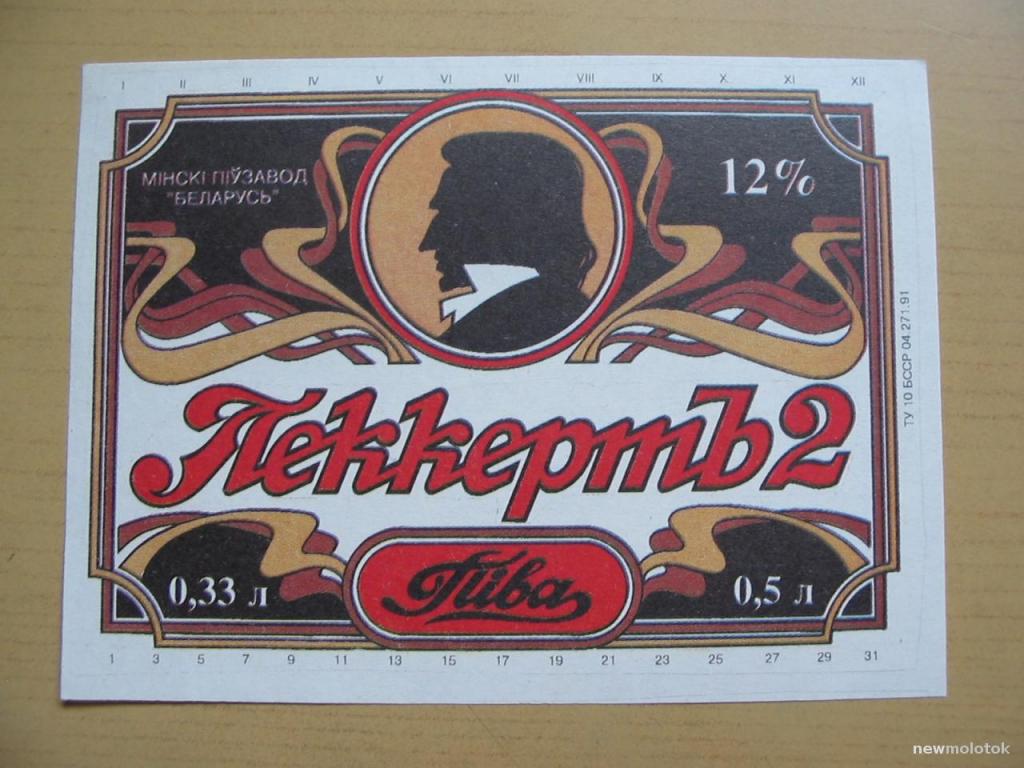 I II III IV V VI VII VIII IX X XI XII
МІНСКІ ПІЎЗАВОД
"БЕЛАРУСЬ"
12%
ТУ 10 БССР 04.271.91
Леккертъ2
0,33 л
Піва
0,5 л
1 3 5 7 9 11 13 15 17 19 21 23 25 27 29 31
newmolotok